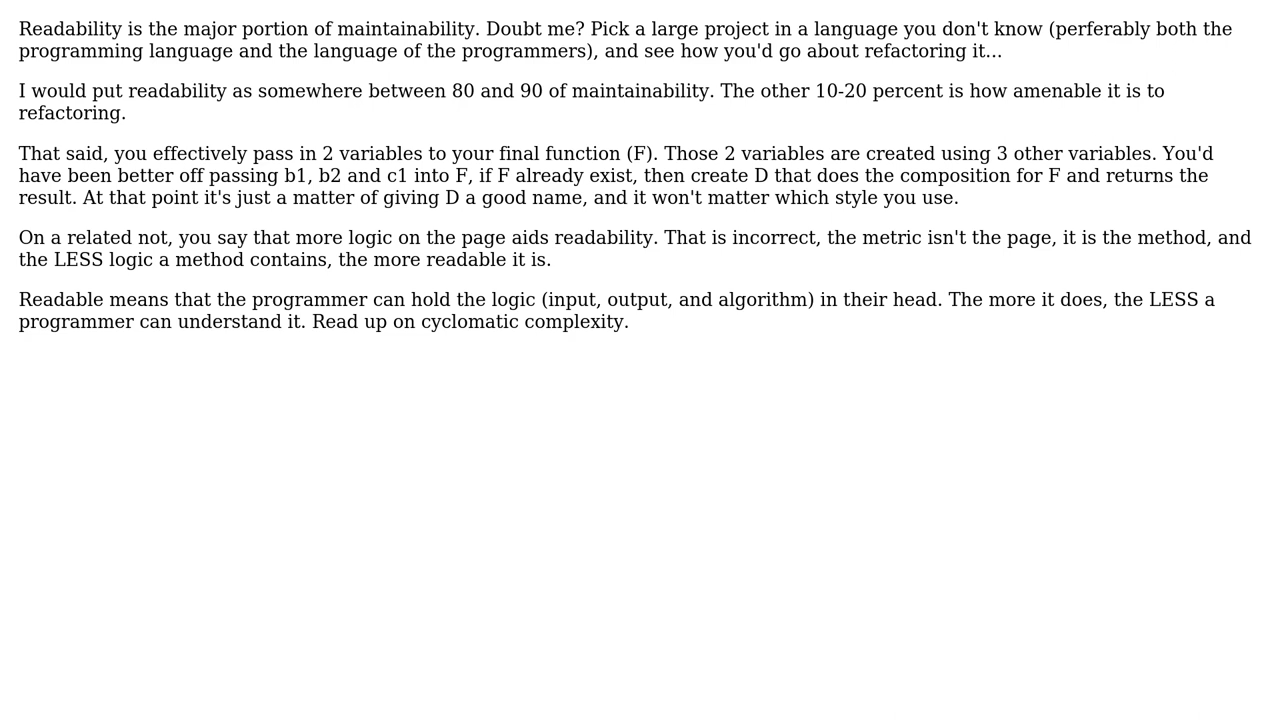 Readability is the major portion of maintainability. Doubt me? Pick a large project in a language you don't know (perferably both the
programming language and the language of the programmers), and see how you'd go about refactoring it...
I would put readability as somewhere between 80 and 90 of maintainability. The other 10-20 percent is how amenable it is to
refactoring.
That said, you effectively pass in 2 variables to your final function (F). Those 2 variables are created using 3 other variables. You'd
have been better off passing b1, b2 and c1 into F, if F already exist, then create D that does the composition for F and returns the
result. At that point it's just a matter of giving D a good name, and it won't matter which style you use.
On a related not, you say that more logic on the page aids readability. That is incorrect, the metric isn't the page, it is the method, and
the LESS logic a method contains, the more readable it is.
Readable means that the programmer can hold the logic (input, output, and algorithm) in their head. The more it does, the LESS a
programmer can understand it. Read up on cyclomatic complexity.